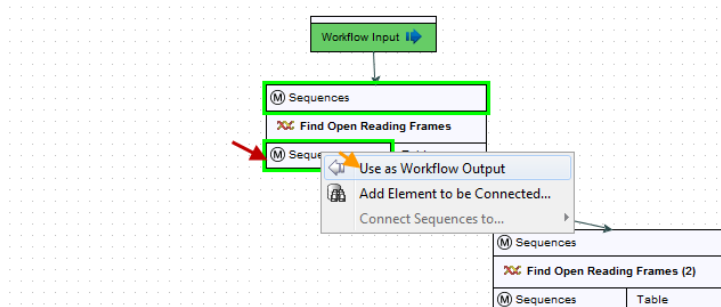 Workflow Input
M Sequences
Find Open Reading Frames
M Seque
Use as Workflow Output
Add Element to be Connected...
Connect Sequences to...
M Sequences
Find Open Reading Frames (2)
M Sequences Table